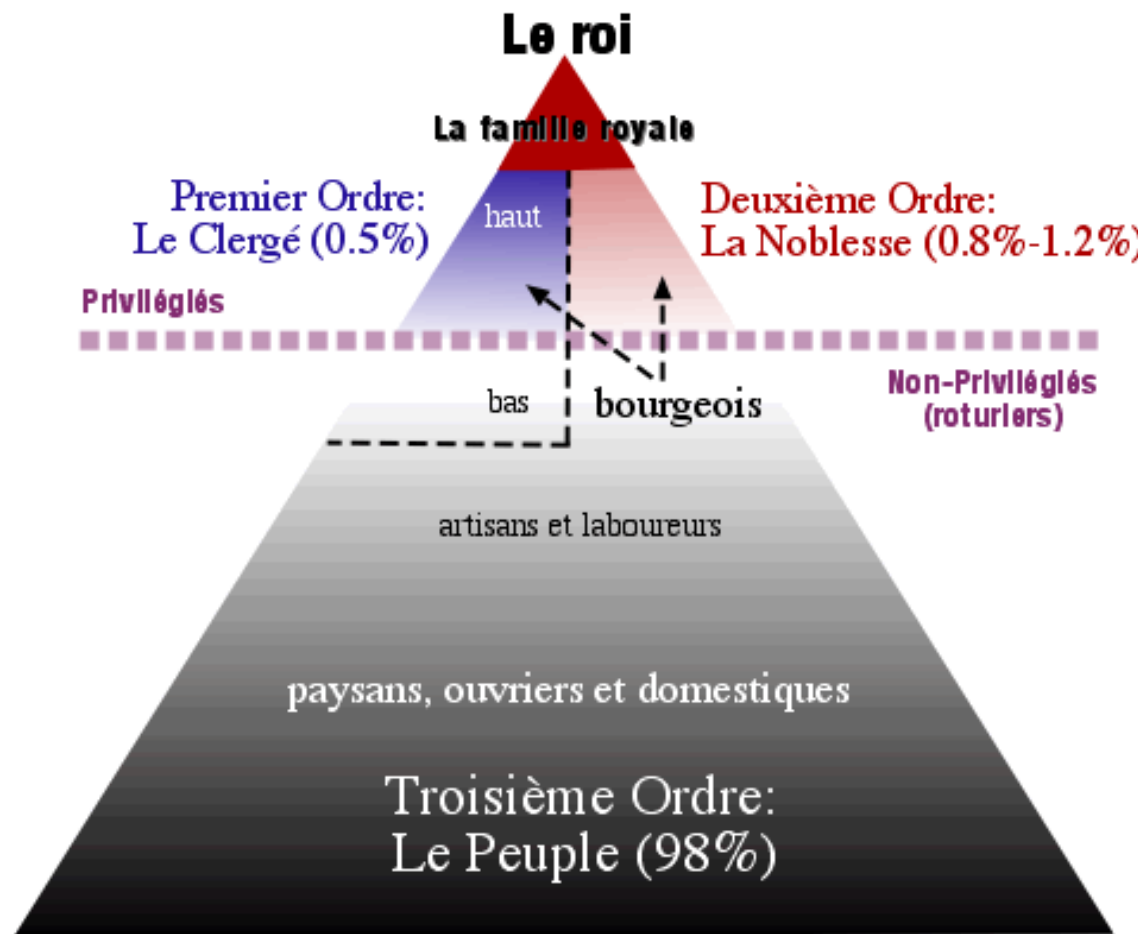 Le roi
La famille royale
Premier Ordre:
Le Clergé (0.5%)
haut
Deuxième Ordre:
La Noblesse (0.8%-1.2%)
Privilégiés
Non-Privilégiés
(roturiers)
bas
bourgeois
artisans et laboureurs
paysans, ouvriers et domestiques
Troisième Ordre:
Le Peuple (98%)